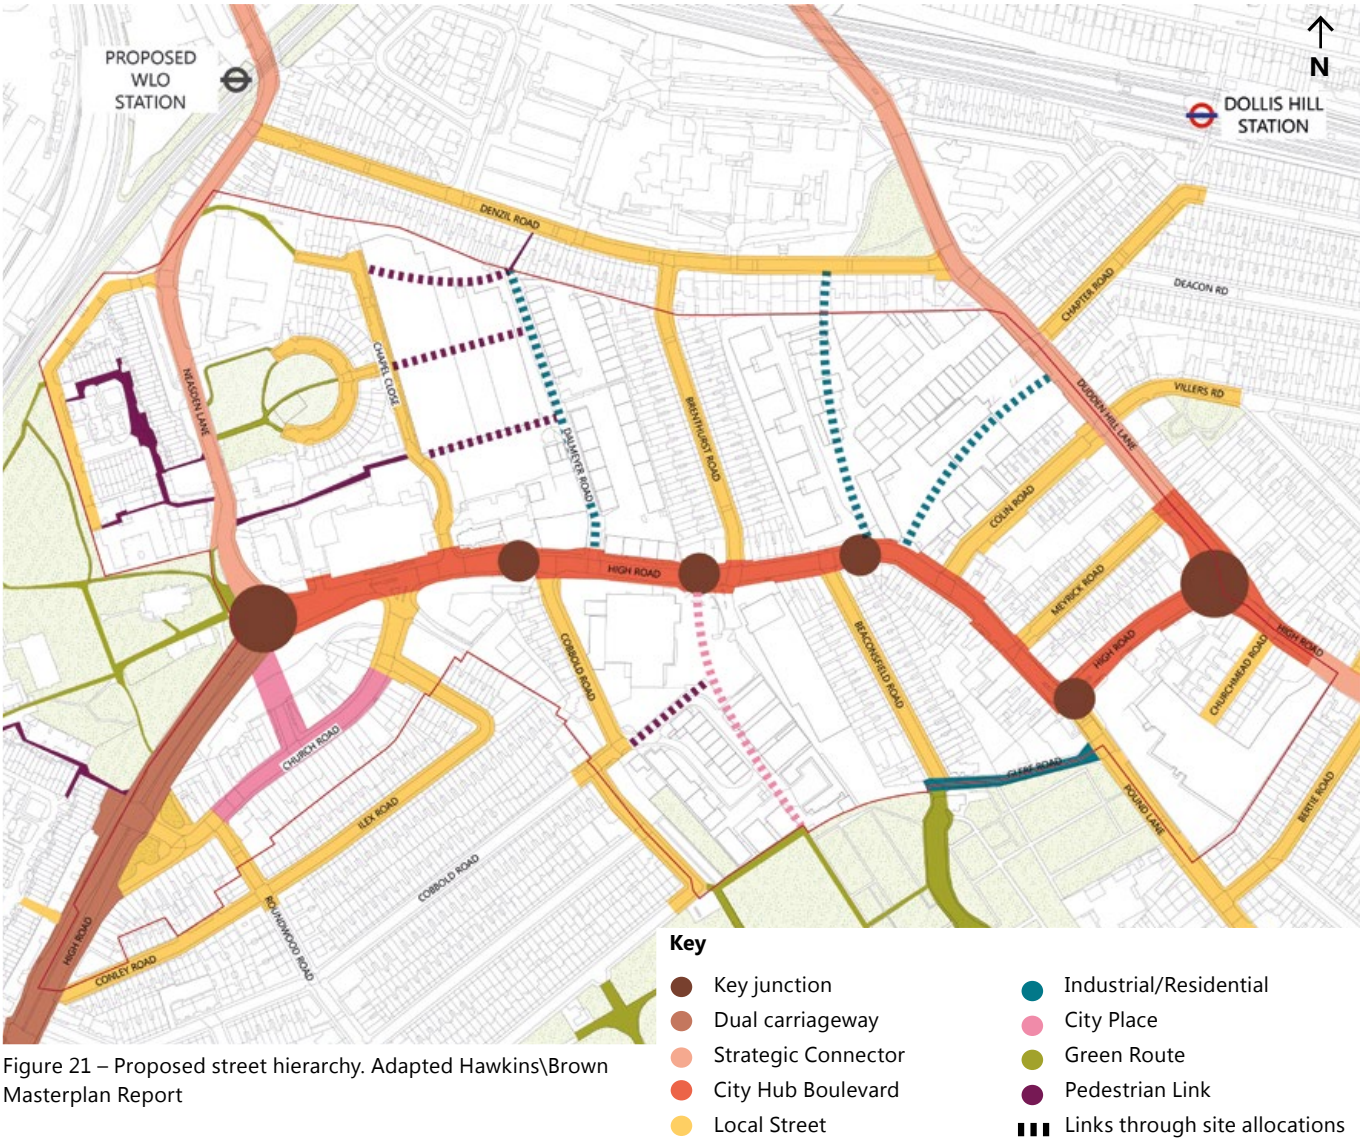 PROPOSED
WLO
STATION
N
DOLLIS HILL
STATION
DENZIL ROAD
CHAPTER ROAD
DEACON RD
NEASDEN LANE
CHAPEL CLOSE
DALMEYER ROAD
BRENTHURST ROAD
DUDDEN HILL LANE
VILLERS RD
COLIN ROAD
MEYRICK ROAD
HIGH ROAD
HIGH ROAD
HIGH ROAD
CHURCHMEAD ROAD
COBBOLD ROAD
BEACONSFIELD ROAD
CHURCH ROAD
GLEBE ROAD
POUND LANE
BERTIE ROAD
ILEX ROAD
COBBOLD ROAD
ROUNDWOOD ROAD
HIGH ROAD
CONLEY ROAD
Figure 21 – Proposed street hierarchy. Adapted Hawkins\Brown
Masterplan Report
Key
Key junction
Dual carriageway
Strategic Connector
City Hub Boulevard
Local Street
Industrial/Residential
City Place
Green Route
Pedestrian Link
Links through site allocations